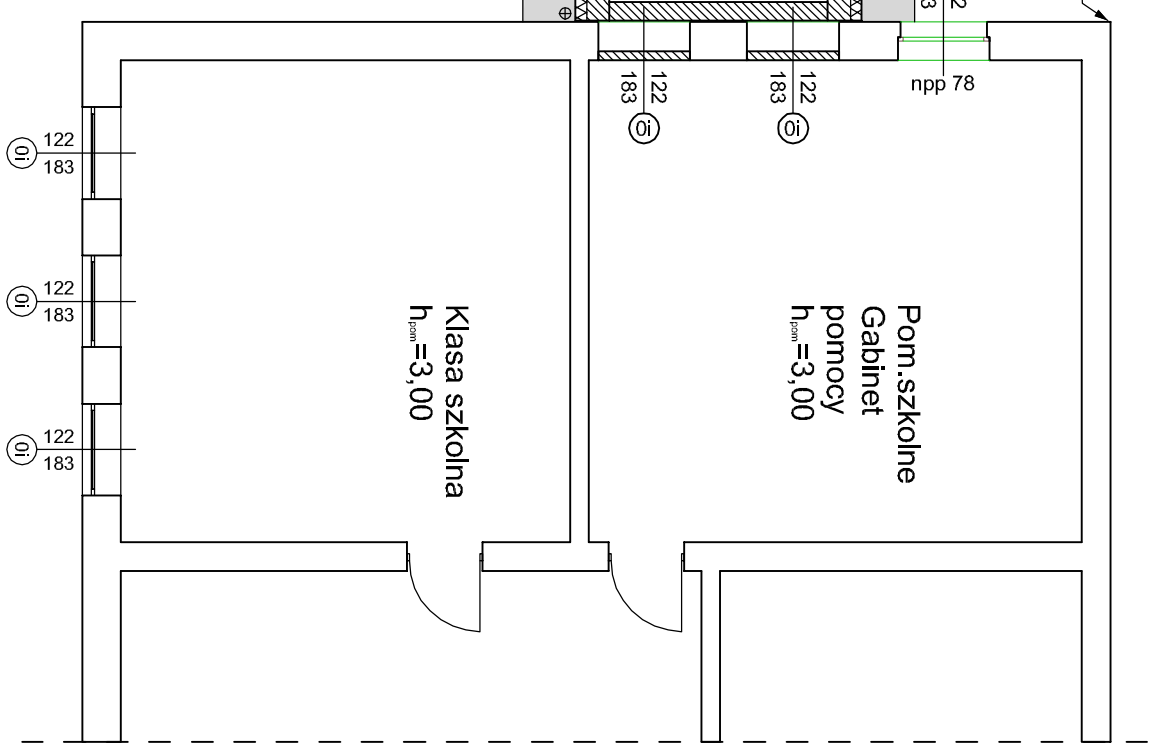 122
183
0i
122
183
0i
npp 78
122
183
0i
122
183
0i
122
183
0i
Klasa szkolna
hpom=3,00
Pom.szkolne
Gabinet
pomocy
hpom=3,00